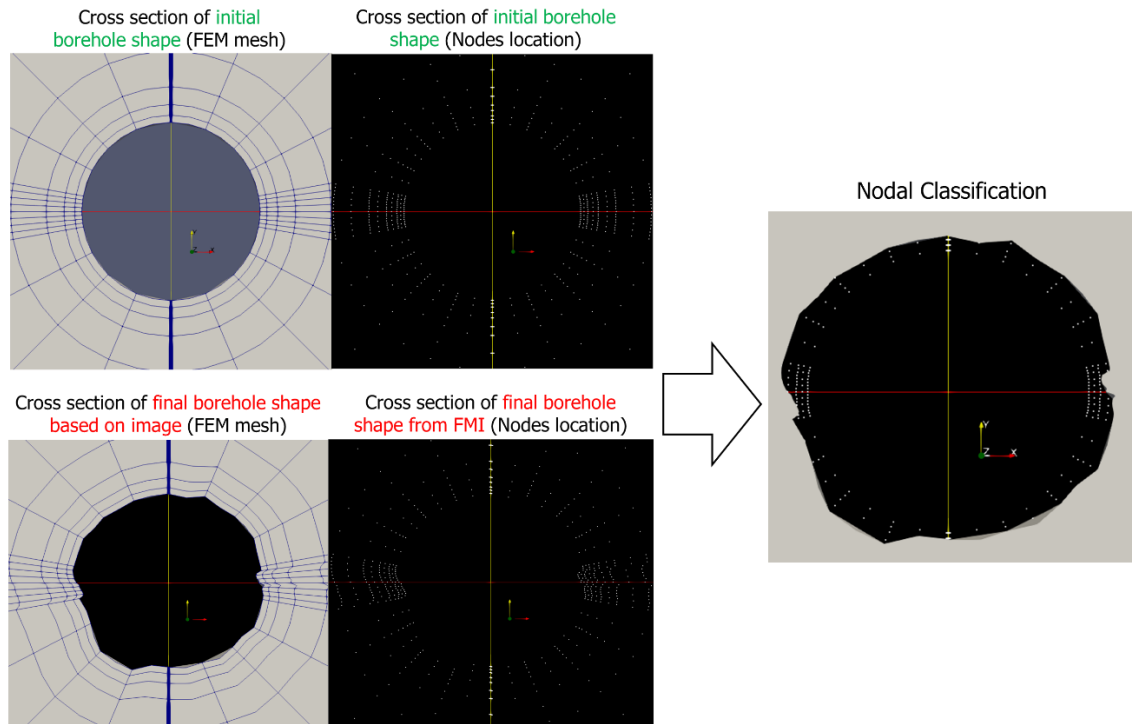 Cross section of initial
borehole shape (FEM mesh)
Cross section of initial borehole
shape (Nodes location)
Y
Z X
Nodal Classification
Y
Z X
Cross section of final borehole shape
based on image (FEM mesh)
Cross section of final borehole
shape from FMI (Nodes location)